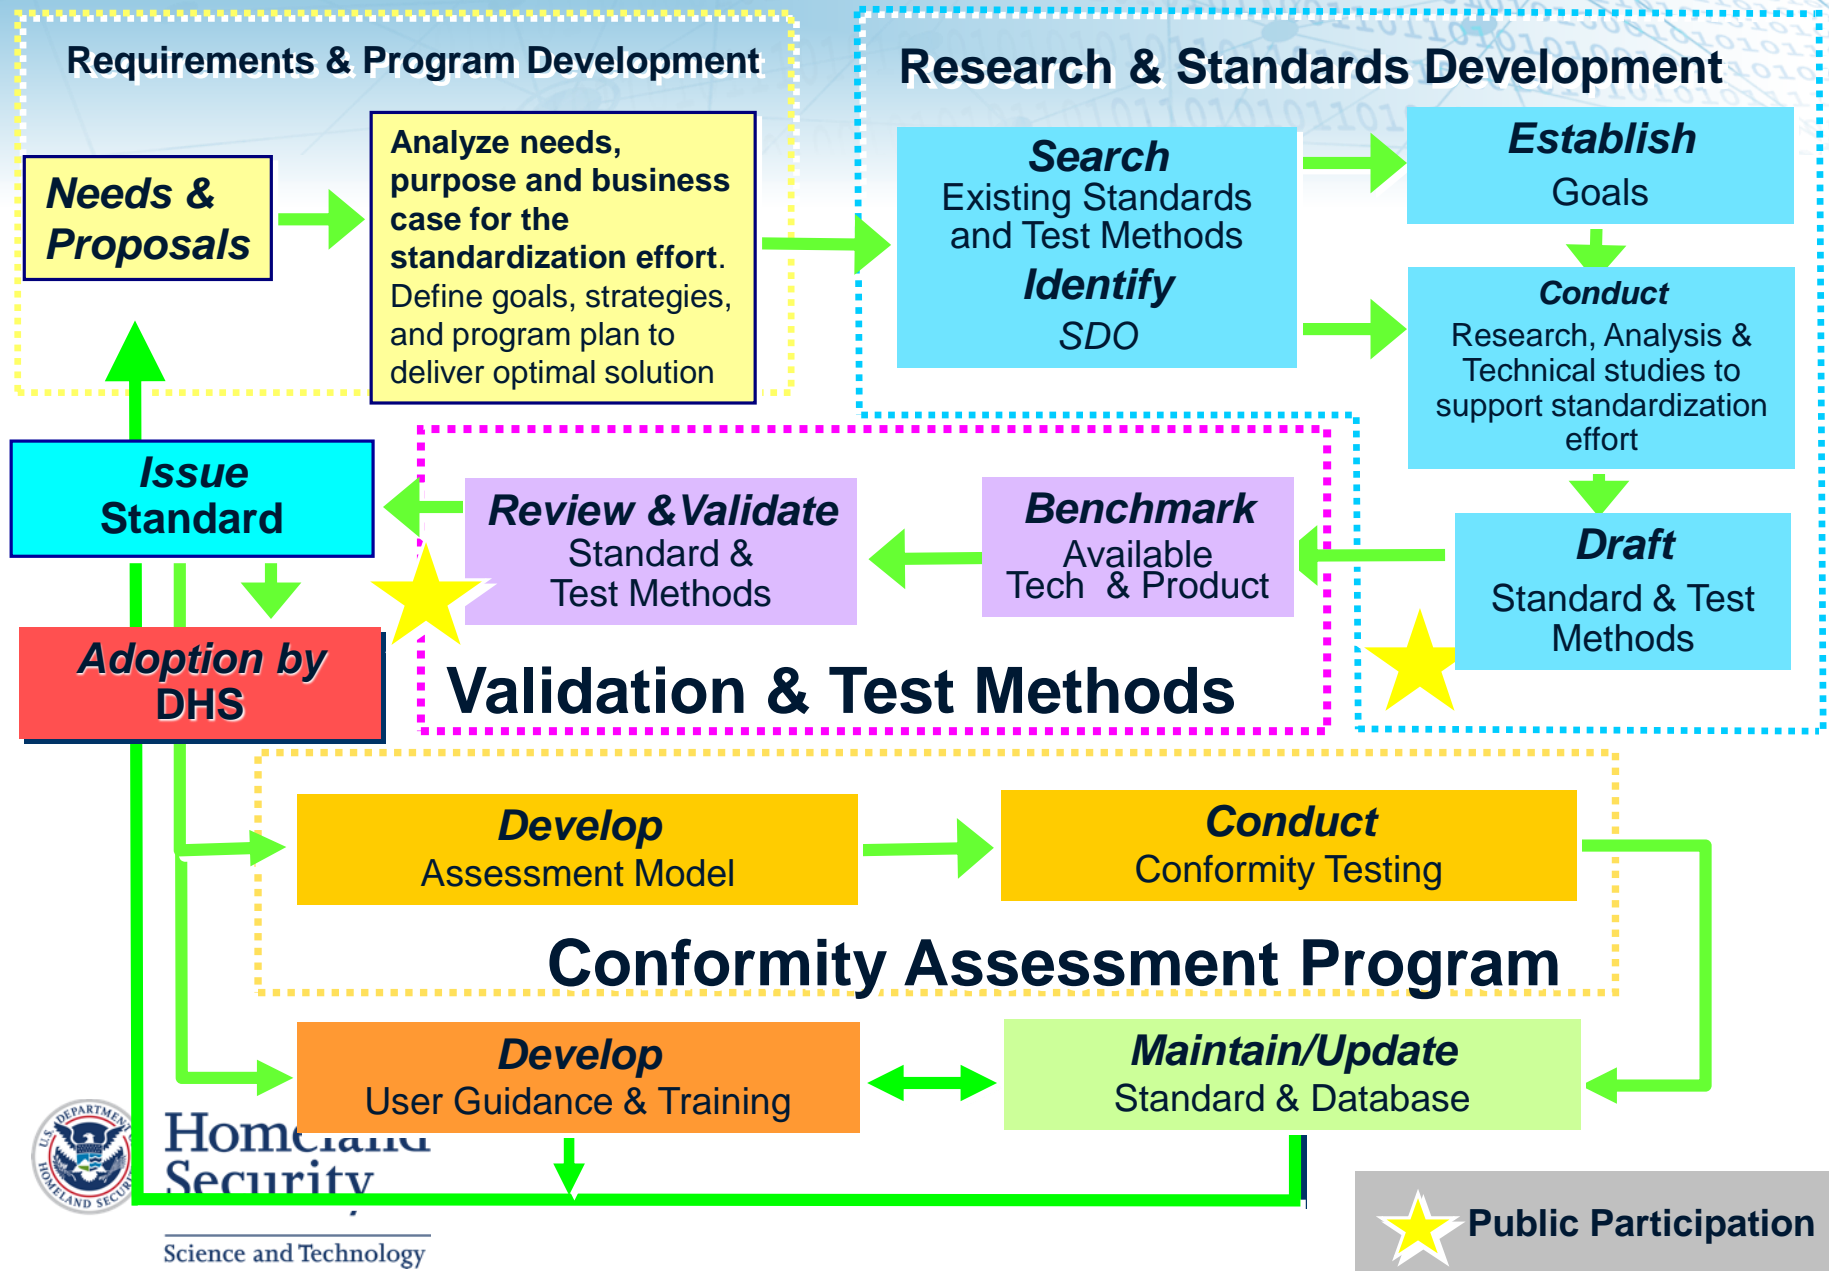 Requirements & Program Development
Needs &
Proposals
Analyze needs,
purpose and business
case for the
standardization effort.
Define goals, strategies,
and program plan to
deliver optimal solution
Research & Standards Development
Search
Existing Standards
and Test Methods
Identify
SDO
Establish
Goals
Conduct
Research, Analysis &
Technical studies to
support standardization
effort
Draft
Standard & Test
Methods
Benchmark
Available
Tech & Product
Review &Validate
Standard &
Test Methods
Validation & Test Methods
Issue
Standard
Adoption by
DHS
Develop
Assessment Model
Conduct
Conformity Testing
Conformity Assessment Program
Develop
User Guidance & Training
Maintain/Update
Standard & Database
Homeland
Security
Science and Technology
Public Participation